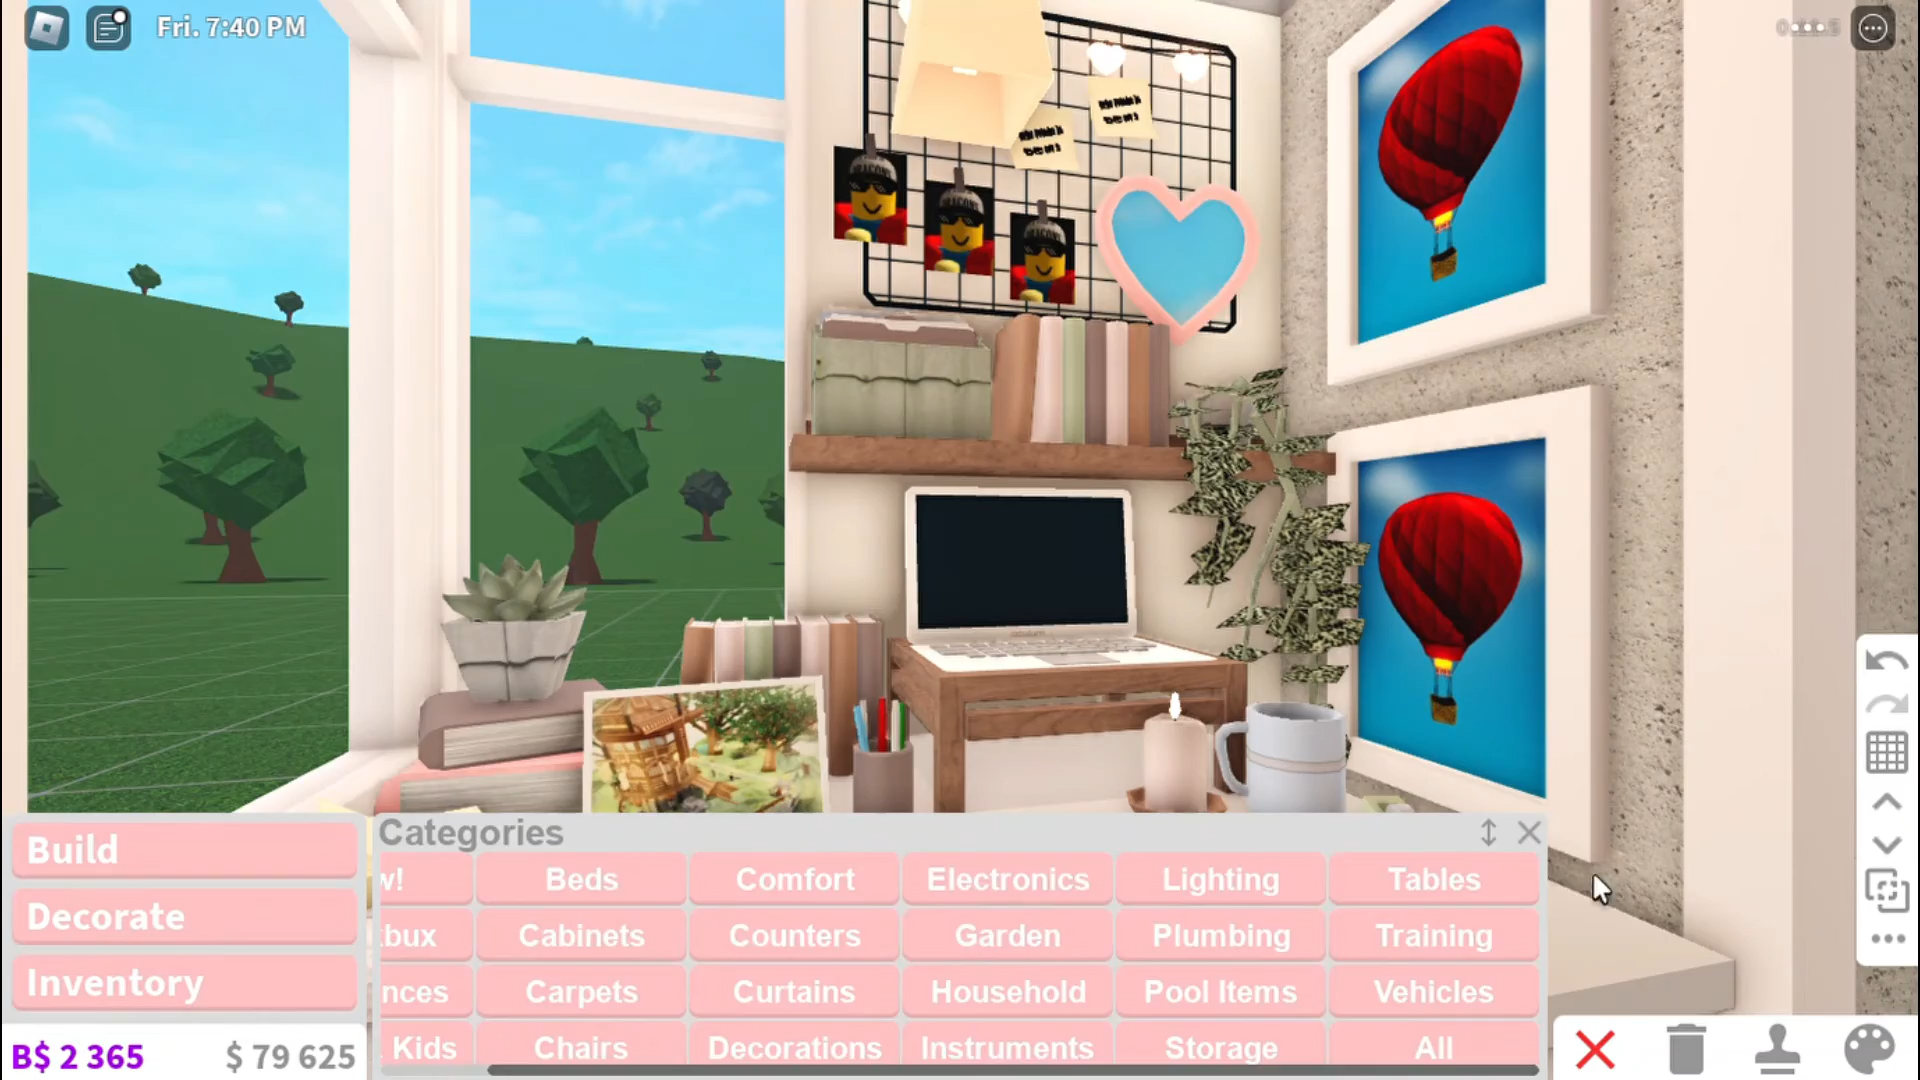 Fri. 7:40 PM
Build
Decorate
Inventory
B$ 2 365
$ 79 625
Categories
w! Beds Comfort Electronics Lighting Tables
Cabinets Counters Garden Plumbing Training
nces Carpets Curtains Household Pool Items Vehicles
Kids Chairs Decorations Instruments Storage All